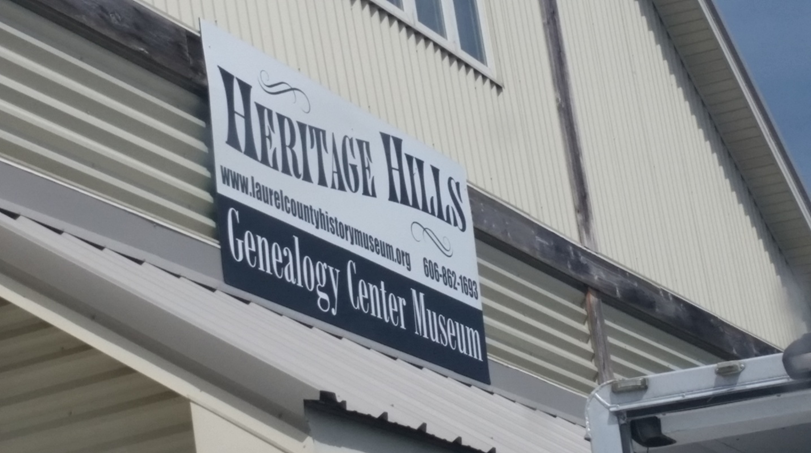 HERITAGE HILLS
www.laurelcountyhistorymuseum.org 606-862-1693
Genealogy Center Museum